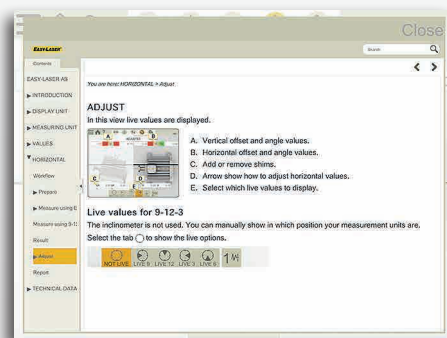 Close
EASY-LASER
Search
Contents
EASY-LASER AB
INTRODUCTION
DISPLAY UNIT
MEASURING UNIT
VALUES
HORIZONTAL
Workflow
Prepare
Measure using E
Measure using 9-12
Result
Adjust
Report
TECHNICAL DATA
You are here: HORIZONTAL > Adjust
ADJUST
In this view live values are displayed.
A
B
C
D
E
A. Vertical offset and angle values.
B. Horizontal offset and angle values.
C. Add or remove shims.
D. Arrow show how to adjust horizontal values.
E. Select which live values to display.
Live values for 9-12-3
The inclinometer is not used. You can manually show in which position your measurement units are.
Select the tab to show the live options.
NOT LIVE LIVE 9 LIVE 12 LIVE 3 LIVE 6